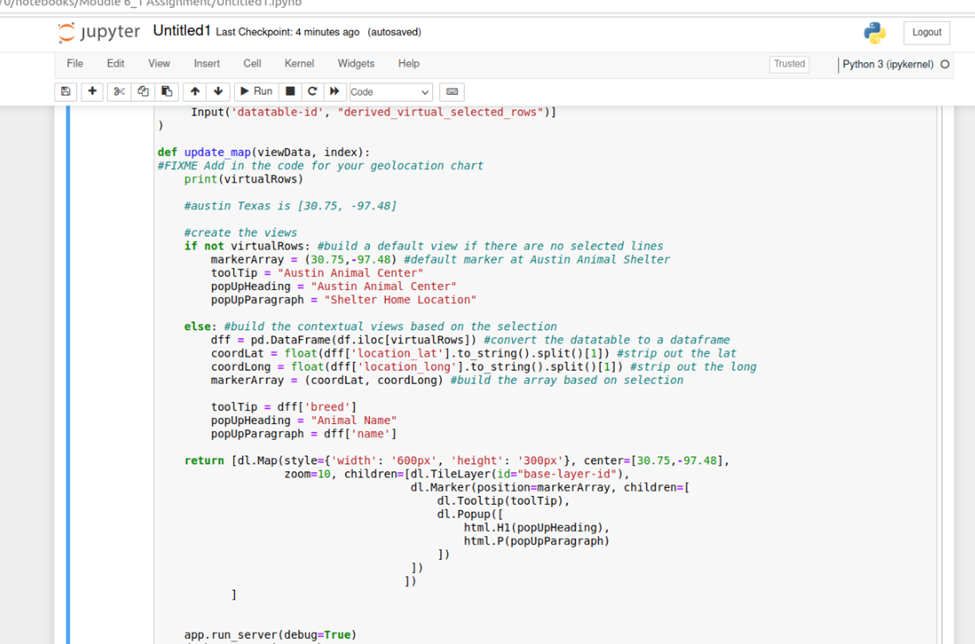 70/notebooks/Moudle 6_1 Assignment/Untitled1.ipynb
jupyter Untitled1 Last Checkpoint: 4 minutes ago (autosaved)
Logout
File Edit View Insert Cell Kernel Widgets Help
Trusted
Python 3 (ipykernel)
Run
Code
Input('datatable-id', "derived_virtual_selected_rows")]
)
def update_map(viewData, index):
#FIXME Add in the code for your geolocation chart
print(virtualRows)
#austin Texas is [30.75, -97.48]
#create the views
if not virtualRows: #build a default view if there are no selected lines
markerArray = (30.75,-97.48) #default marker at Austin Animal Shelter
toolTip = "Austin Animal Center"
popUpHeading = "Austin Animal Center"
popUpParagraph = "Shelter Home Location"
else: #build the contextual views based on the selection
dff = pd.DataFrame(df.iloc[virtualRows]) #convert the datatable to a dataframe
coordLat = float(dff['location_lat'].to_string().split()[1]) #strip out the lat
coordLong = float(dff['location_long'].to_string().split()[1]) #strip out the long
markerArray = (coordLat, coordLong) #build the array based on selection
toolTip = dff['breed']
popUpHeading = "Animal Name"
popUpParagraph = dff['name']
return [dl.Map(style={'width': '600px', 'height': '300px'}, center=[30.75,-97.48],
zoom=10, children=[dl.TileLayer(id="base-layer-id"),
dl.Marker(position=markerArray, children=[
dl.Tooltip(toolTip),
dl.Popup([
html.H1(popUpHeading),
html.P(popUpParagraph)
])
])
])
]
app.run_server(debug=True)